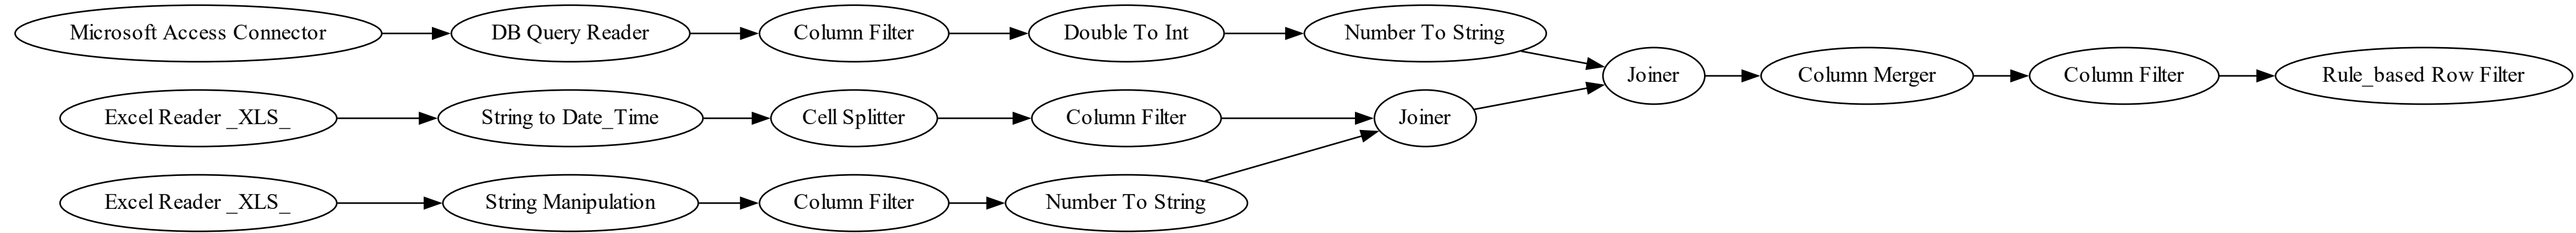 Microsoft Access Connector
DB Query Reader
Column Filter
Double To Int
Number To String
Joiner
Column Merger
Column Filter
Rule_based Row Filter
Excel Reader _XLS_
String to Date_Time
Cell Splitter
Column Filter
Joiner
Excel Reader _XLS_
String Manipulation
Column Filter
Number To String